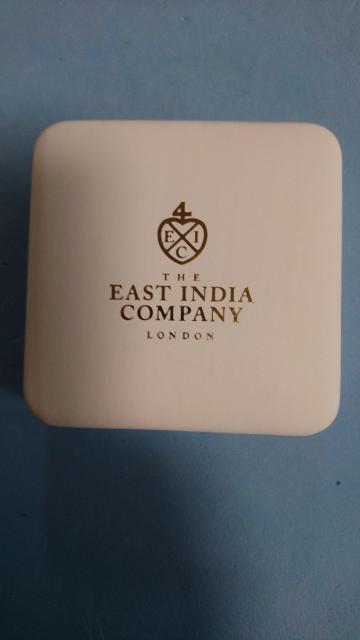 4
E I
C
THE
EAST INDIA
COMPANY
LONDON